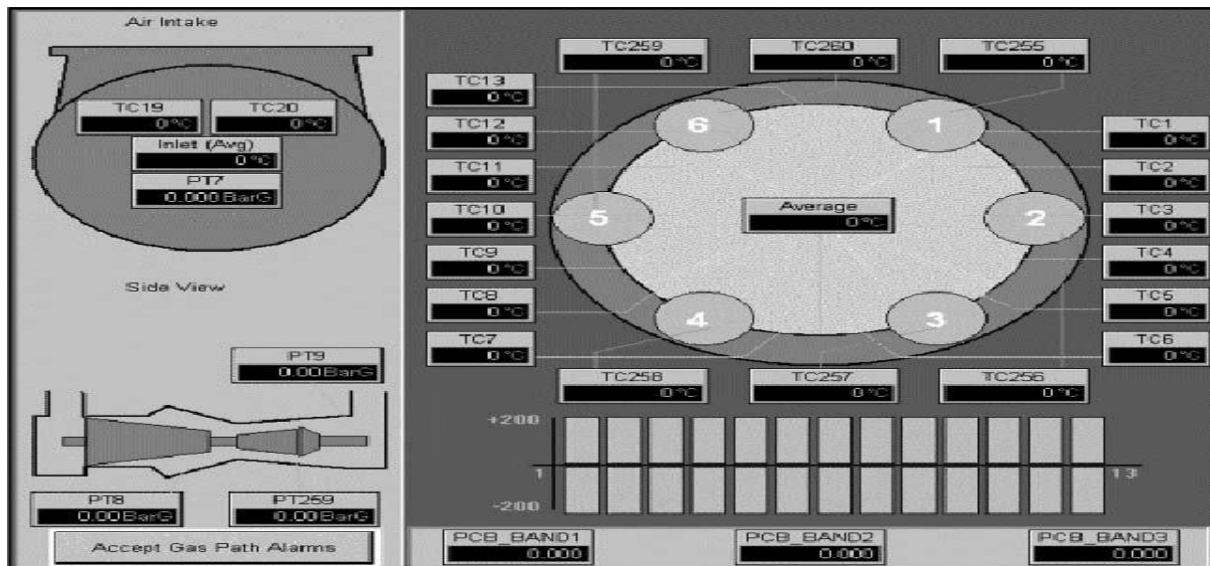 Air Intake
TC19
0 °C
TC20
0 °C
Inlet (Avg)
0 °C
PT7
0.000 BarG
Side View
PT9
0.00 BarG
PT8
0.00 BarG
PT259
0.00 BarG
Accept Gas Path Alarms
TC259
0 °C
TC260
0 °C
TC255
0 °C
TC13
0 °C
TC12
0 °C
TC11
0 °C
TC10
0 °C
TC9
0 °C
TC8
0 °C
TC7
0 °C
6
1
5
2
4
3
Average
0 °C
TC1
0 °C
TC2
0 °C
TC3
0 °C
TC4
0 °C
TC5
0 °C
TC6
0 °C
TC258
0 °C
TC257
0 °C
TC256
0 °C
+200
1
13
-200
PCB_BAND1
0.000
PCB_BAND2
0.000
PCB_BAND3
0.000